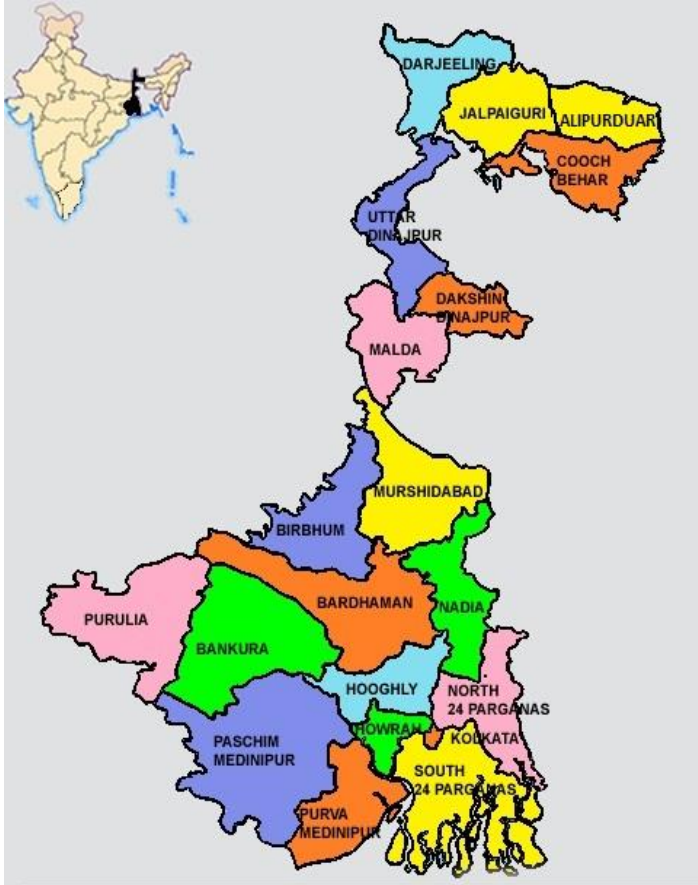 DARJEELING
JALPAIGURI
ALIPURDUAR
COOCH
BEHAR
UTTAR
DINAJPUR
DAKSHIN
DINAJPUR
MALDA
MURSHIDABAD
BIRBHUM
BARDHAMAN
NADIA
PURULIA
BANKURA
HOOGHLY
NORTH
24 PARGANAS
HOWRAH
KOLKATA
PASCHIM
MEDINIPUR
SOUTH
24 PARGANAS
PURVA
MEDINIPUR